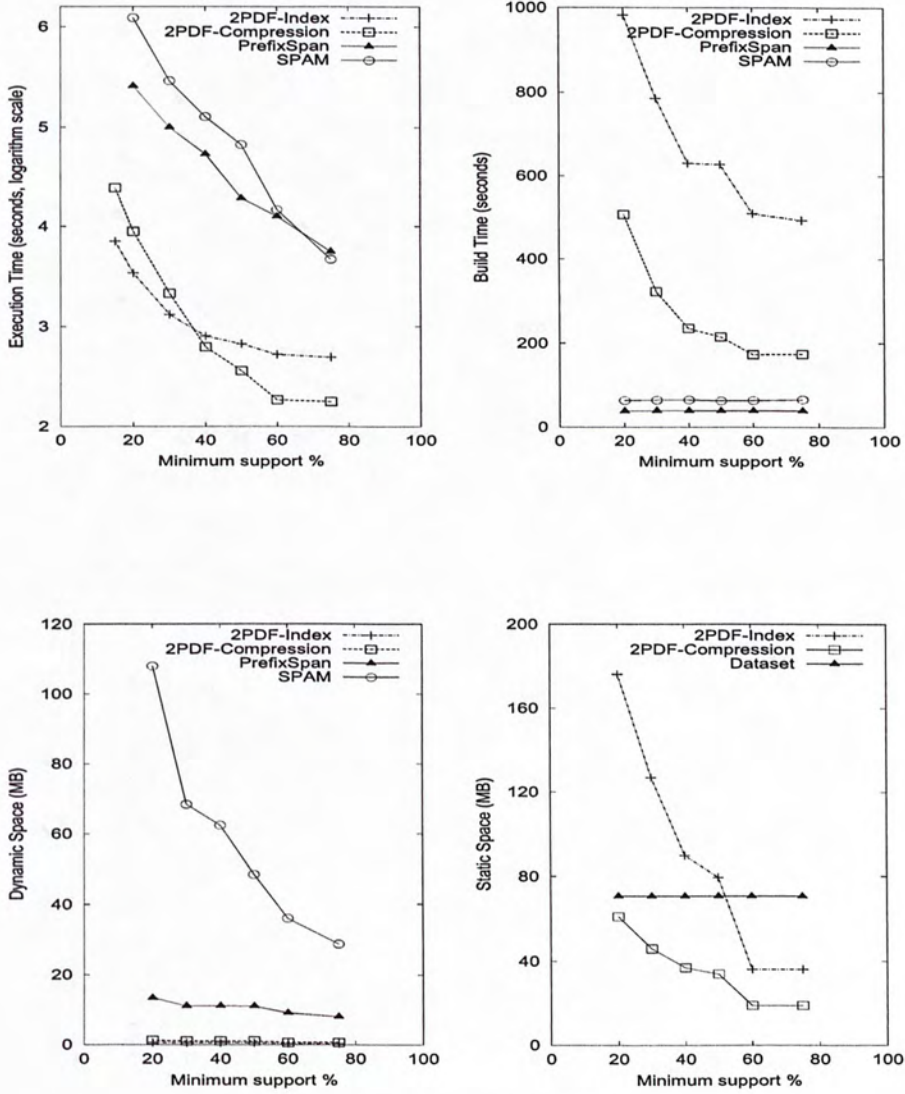 2PDF-Index
2PDF-Compression
PrefixSpan
SPAM
6
5
4
3
2
0
20
40
60
80
100
Execution Time (seconds, logarithm scale)
Minimum support %
2PDF-Index
2PDF-Compression
PrefixSpan
SPAM
1000
800
600
400
200
0
0
20
40
60
80
100
Build Time (seconds)
Minimum support %
2PDF-Index
2PDF-Compression
PrefixSpan
SPAM
120
100
80
60
40
20
0
0
20
40
60
80
100
Dynamic Space (MB)
Minimum support %
2PDF-Index
2PDF-Compression
Dataset
200
160
120
80
40
0
0
20
40
60
80
100
Static Space (MB)
Minimum support %